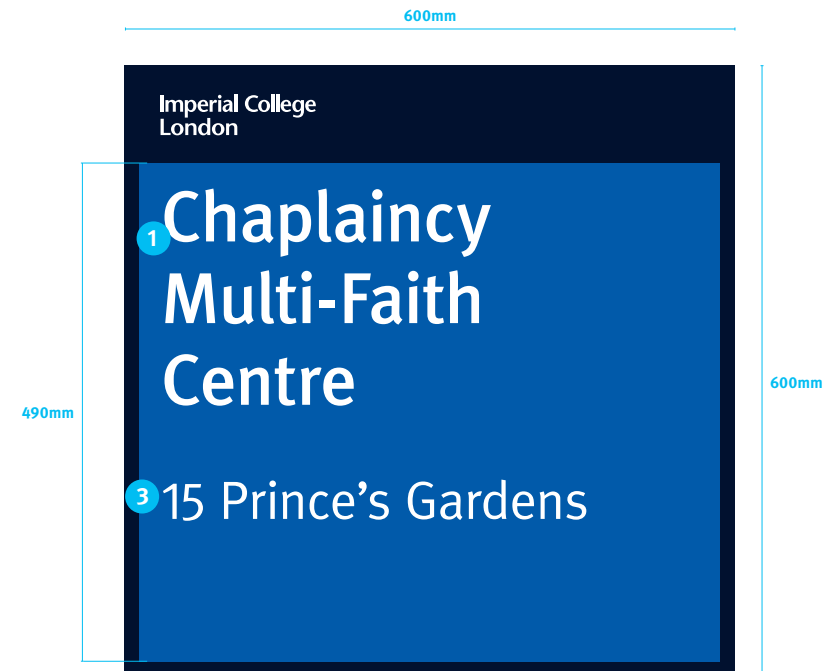 600mm
Imperial College
London
1
Chaplaincy
Multi-Faith
Centre
600mm
490mm
3
15 Prince’s Gardens